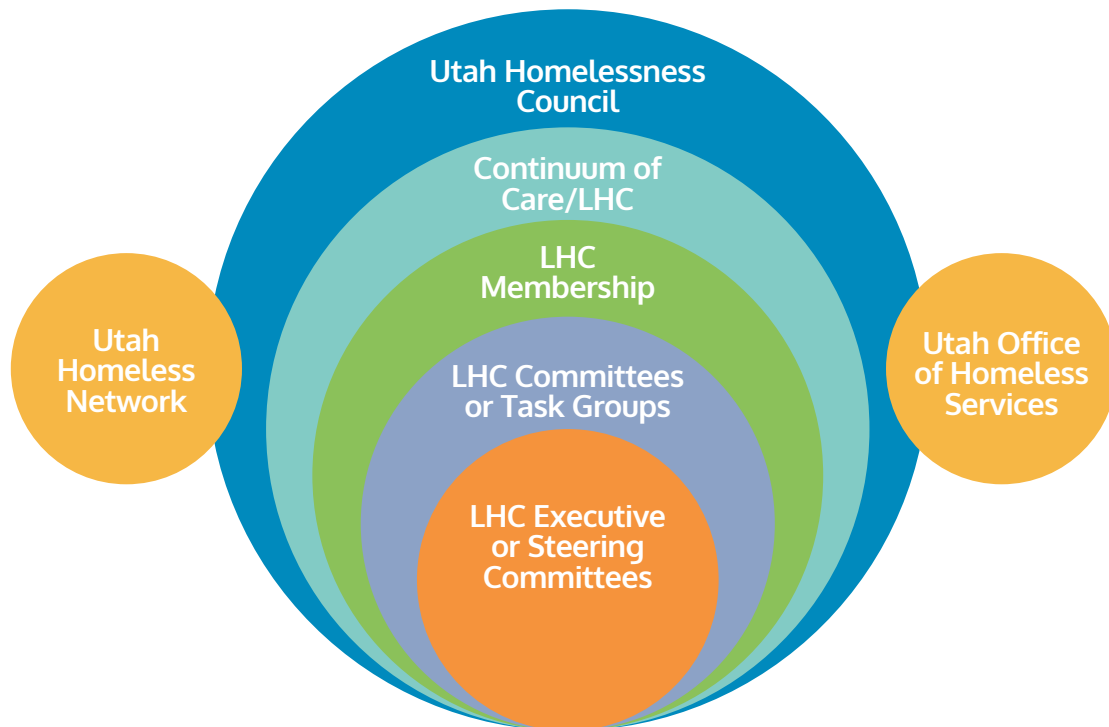 Utah Homelessness
Council
Continuum of
Care/LHC
LHC
Membership
LHC Committees
or Task Groups
LHC Executive
or Steering
Committees
Utah
Homeless
Network
Utah Office
of Homeless
Services